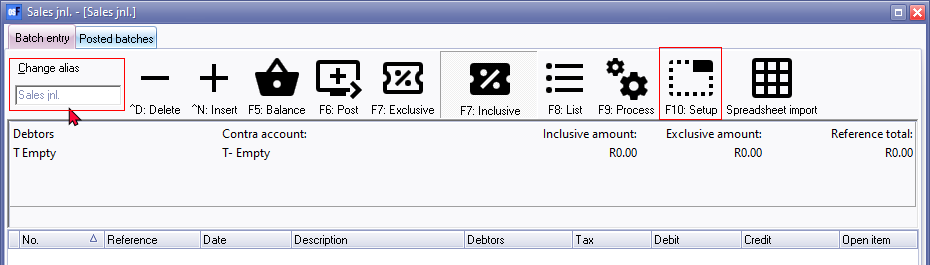 Sales jnl. - [Sales jnl.]
Batch entry Posted batches
Change alias
Sales jnl.
^D: Delete ^N: Insert F5: Balance F6: Post F7: Exclusive F7: Inclusive F8: List F9: Process F10: Setup Spreadsheet import
Debtors Contra account: Inclusive amount: Exclusive amount: Reference total:
T Empty T- Empty R0.00 R0.00 R0.00
No. Reference Date Description Debtors Tax Debit Credit Open item